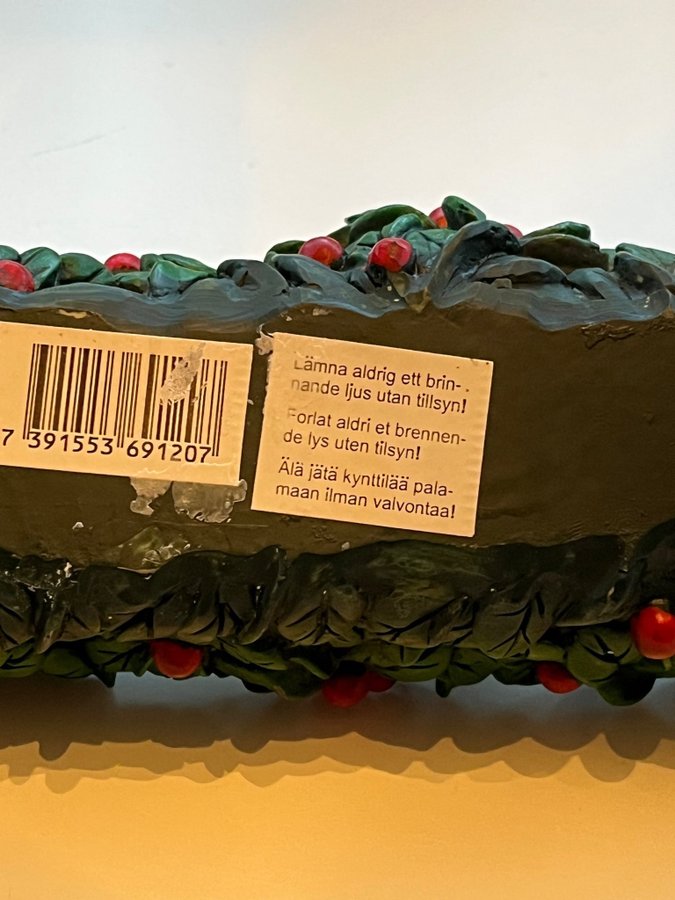 7 391553 691207
Lämna aldrig ett brin-
nande ljus utan tillsyn!
Forlat aldri et brennen-
de lys uten tilsyn!
Älä jätä kynttilää pala-
maan ilman valvontaa!